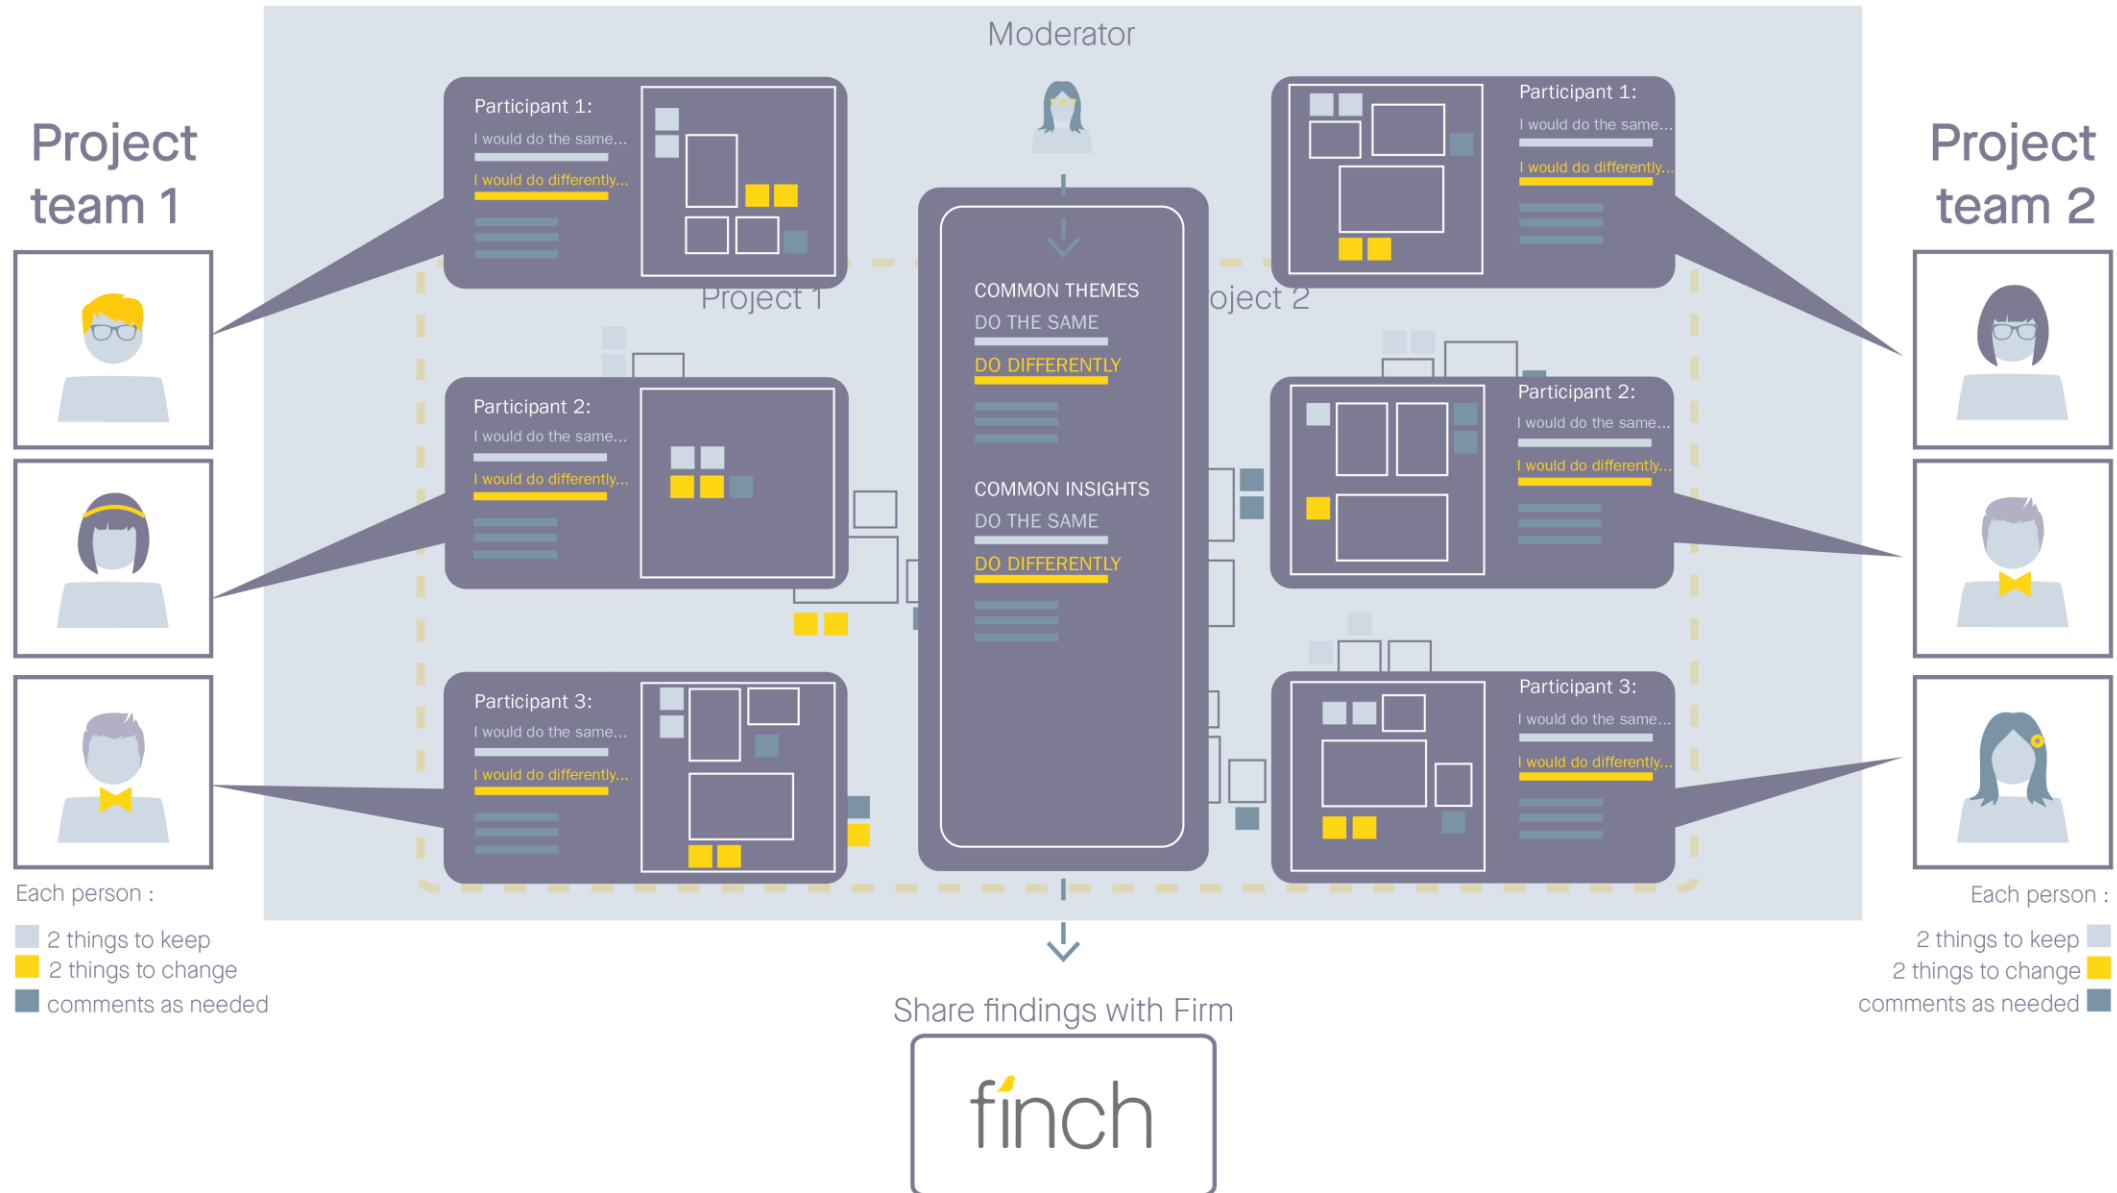 Moderator
Project
team 1
Participant 1:
I would do the same...
I would do differently...
Participant 1:
I would do the same...
I would do differently...
Project
team 2
Project 1
oject 2
COMMON THEMES
DO THE SAME
DO DIFFERENTLY
COMMON INSIGHTS
DO THE SAME
DO DIFFERENTLY
Participant 2:
I would do the same...
I would do differently...
Participant 2:
I would do the same...
I would do differently...
Participant 3:
I would do the same...
I would do differently...
Participant 3:
I would do the same...
I would do differently...
Each person :
2 things to keep
2 things to change
comments as needed
Each person :
2 things to keep
2 things to change
comments as needed
Share findings with Firm
finch